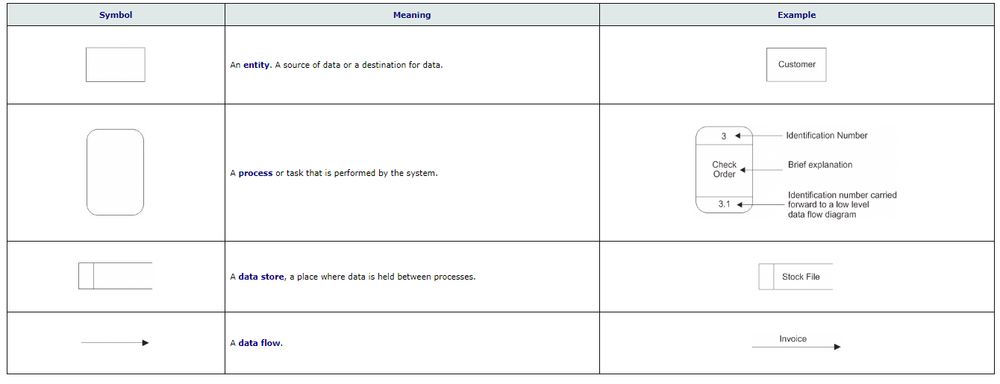 Symbol
Meaning
Example
An entity. A source of data or a destination for data.
Customer
A process or task that is performed by the system.
3
Identification Number
Check
Order
Brief explanation
3.1
Identification number carried
forward to a low level
data flow diagram
A data store, a place where data is held between processes.
Stock File
A data flow.
Invoice